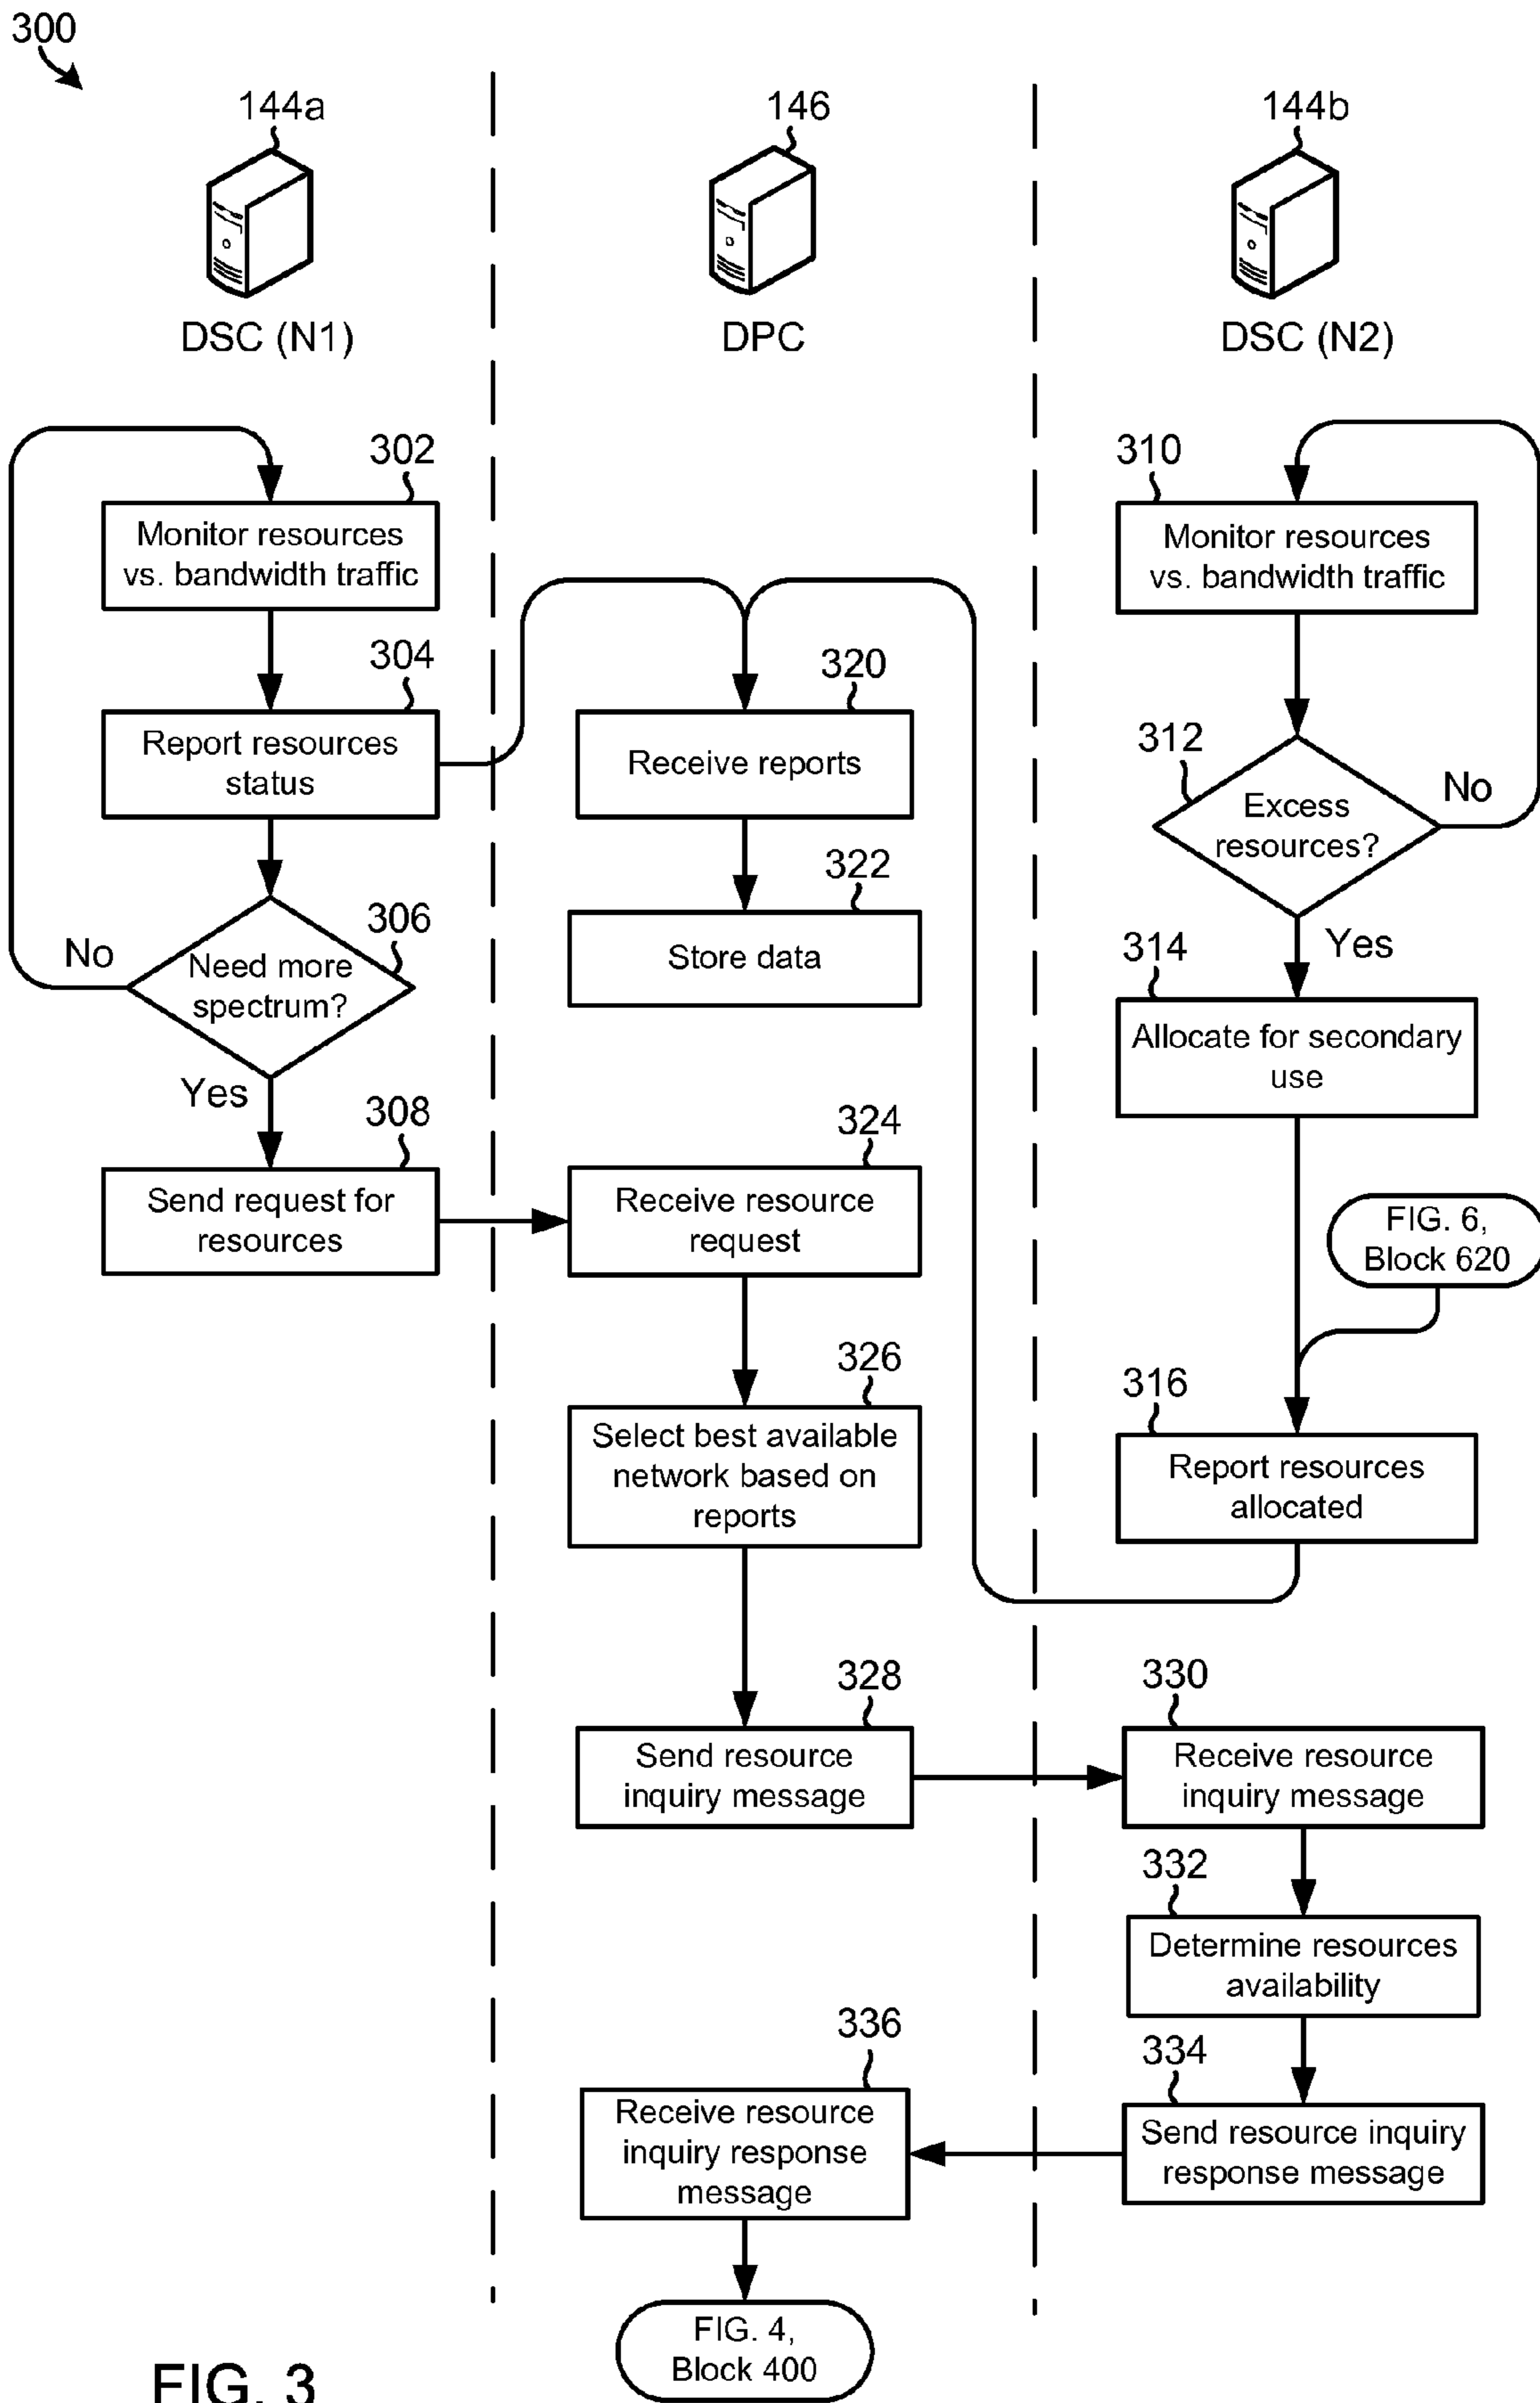 300
144a
146
144b
DSC (N1)
DPC
DSC (N2)
302
Monitor resources
vs. bandwidth traffic
304
Report resources
status
306
Need more
spectrum?
No
Yes
308
Send request for
resources
320
Receive reports
322
Store data
324
Receive resource
request
326
Select best available
network based on
reports
328
Send resource
inquiry message
310
Monitor resources
vs. bandwidth traffic
312
Excess
resources?
No
Yes
314
Allocate for secondary
use
FIG. 6,
Block 620
316
Report resources
allocated
330
Receive resource
inquiry message
332
Determine resources
availability
334
Send resource inquiry
response message
336
Receive resource
inquiry response
message
FIG. 4,
Block 400
FIG. 3